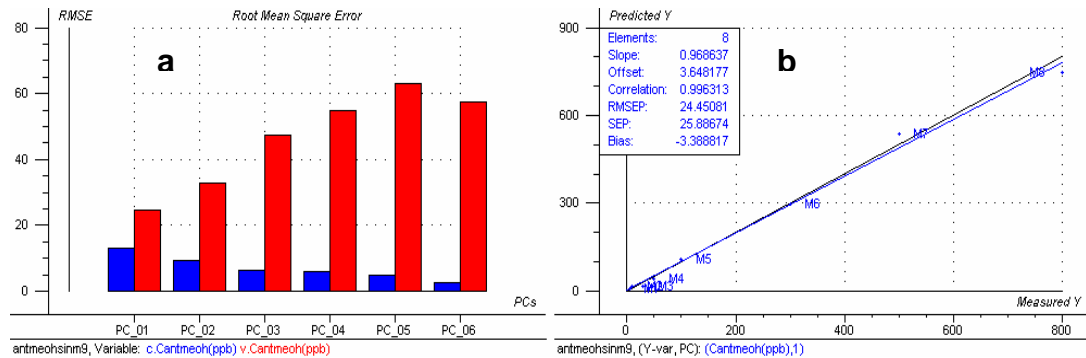 RMSE
Root Mean Square Error
80
60
40
20
0
a
PCs
PC_01 PC_02 PC_03 PC_04 PC_05 PC_06
antmeohsinm9, Variable: c.Cantmeoh(ppb) v.Cantmeoh(ppb)
Predicted Y
900
600
300
0
Elements: 8
Slope: 0.968637
Offset: 3.648177
Correlation: 0.996313
RMSEP: 24.45081
SEP: 25.88674
Bias: -3.388817
b
M8
M7
M6
M5
M4
M3
Measured Y
0 200 400 600 800
antmeohsinm9, (Y-var, PC): (Cantmeoh(ppb),1)